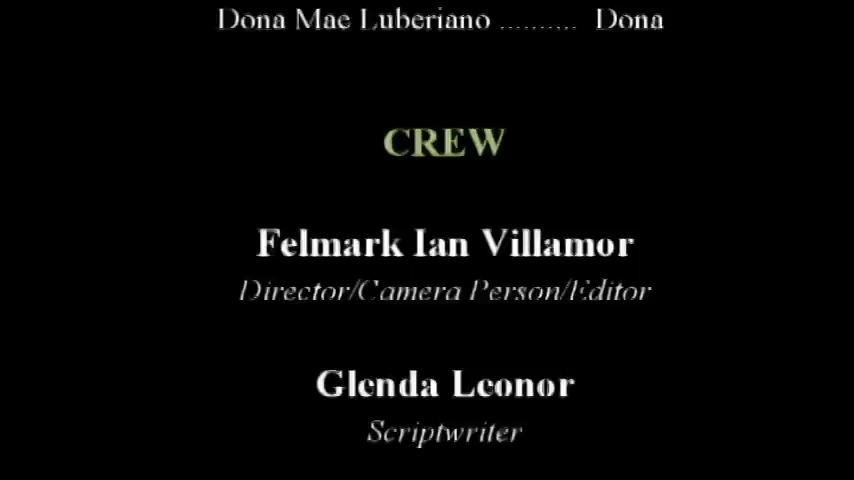 Dona Mae Luberiano .......... Dona
CREW
Felmark Ian Villamor
Director/Camera Person/Editor
Glenda Leonor
Scriptwriter